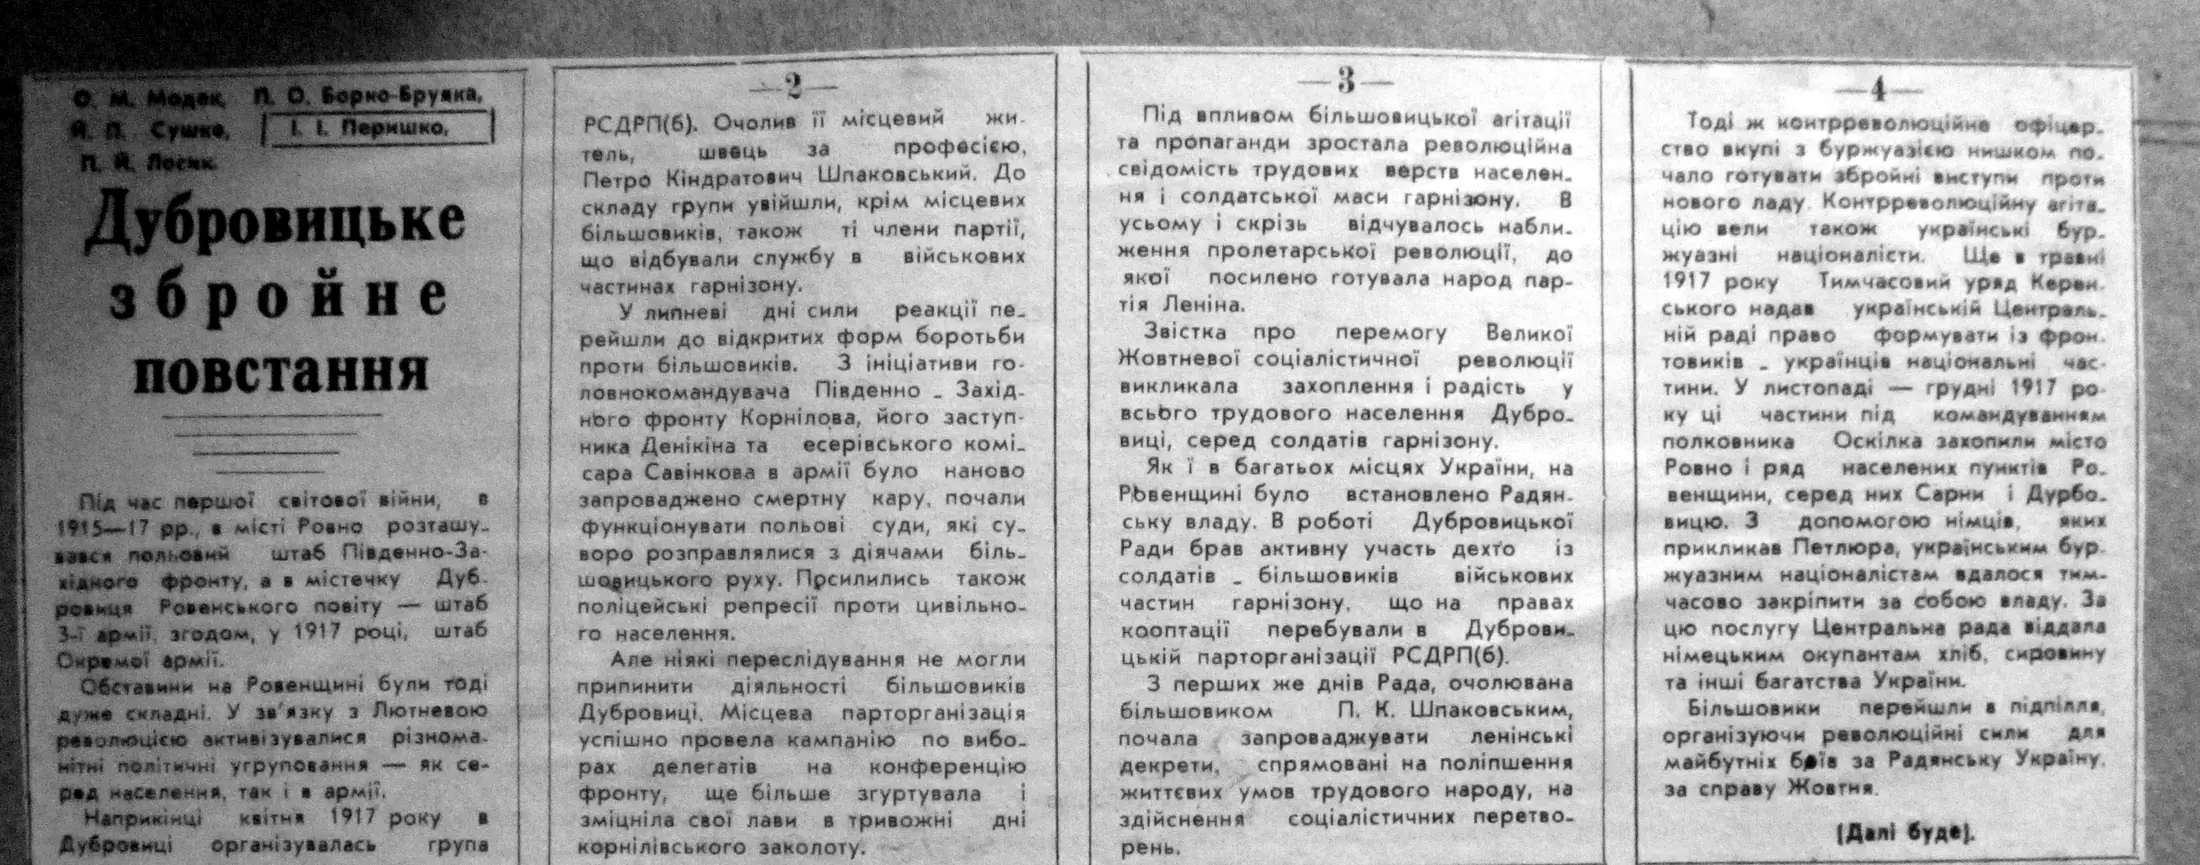 О. М. Модек, П. О. Борко-Бруяка,
Й. П. Сушко, І. І. Перишко,
П. Й. Лосик.
Дубровицьке
збройне
повстання
Під час першої світової війни, в
1915—17 рр., в місті Ровно розташу-
вався польовий штаб Південно-За-
хідного фронту, а в містечку Дуб-
ровиця Ровенського повіту — штаб
3-ї армії, згодом, у 1917 році, штаб
Окремої армії.
Обставини на Ровенщині були тоді
дуже складні. У зв'язку з Лютневою
революцією активізувалися різнома-
нітні політичні угруповання — як се-
ред населення, так і в армії.
Наприкінці квітня 1917 року в
Дубровиці організувалась група
—2—
РСДРП(б). Очолив її місцевий жи-
тель, швець за професією,
Петро Кіндратович Шпаковський. До
складу групи увійшли, крім місцевих
більшовиків, також ті члени партії,
що відбували службу в військових
частинах гарнізону.
У липневі дні сили реакції пе-
рейшли до відкритих форм боротьби
проти більшовиків. З ініціативи го-
ловнокомандувача Південно - Захід-
ного фронту Корнілова, його заступ-
ника Денікіна та есерівського комі-
сара Савінкова в армії було наново
запроваджено смертну кару, почали
функціонувати польові суди, які су-
воро розправлялися з діячами біль-
шовицького руху. Посилились також
поліцейські репресії проти цивільно-
го населення.
Але ніякі переслідування не могли
припинити діяльності більшовиків
Дубровиці. Місцева парторганізація
успішно провела кампанію по вибо-
рах делегатів на конференцію
фронту, ще більше згуртувала і
зміцніла свої лави в тривожні дні
корнілівського заколоту.
—3—
Під впливом більшовицької агітації
та пропаганди зростала революційна
свідомість трудових верств населен-
ня і солдатської маси гарнізону. В
усьому і скрізь відчувалось набли-
ження пролетарської революції, до
якої посилено готувала народ пар-
тія Леніна.
Звістка про перемогу Великої
Жовтневої соціалістичної революції
викликала захоплення і радість у
всього трудового населення Дубро-
виці, серед солдатів гарнізону.
Як ї в багатьох місцях України, на
Ровенщині було встановлено Радян-
ську владу. В роботі Дубровицької
Ради брав активну участь дехто із
солдатів - більшовиків військових
частин гарнізону, що на правах
кооптації перебували в Дуброви-
цькій парторганізації РСДРП(б).
З перших же днів Рада, очолювана
більшовиком П. К. Шпаковським,
почала запроваджувати ленінські
декрети, спрямовані на поліпшення
життєвих умов трудового народу, на
здійснення соціалістичних перетво-
рень.
—4—
Тоді ж контрреволюційне офіцер-
ство вкупі з буржуазією нишком по-
чало готувати збройні виступи проти
нового ладу. Контрреволюційну агіта-
цію вели також українські бур-
жуазні націоналісти. Ще в травні
1917 року Тимчасовий уряд Керен-
ського надав українській Централь-
ній раді право формувати із фрон-
товиків - українців національні час-
тини. У листопаді — грудні 1917 ро-
ку ці частини під командуванням
полковника Оскілка захопили місто
Ровно і ряд населених пунктів Ро-
венщини, серед них Сарни і Дурбо-
вицю. З допомогою німців, яких
прикликав Петлюра, українським бур-
жуазним націоналістам вдалося тим-
часово закріпити за собою владу. За
цю послугу Центральна рада віддала
німецьким окупантам хліб, сировину
та інші багатства України.
Більшовики перейшли в підпілля,
організуючи революційні сили для
майбутніх боїв за Радянську Україну,
за справу Жовтня.
(Далі буде).